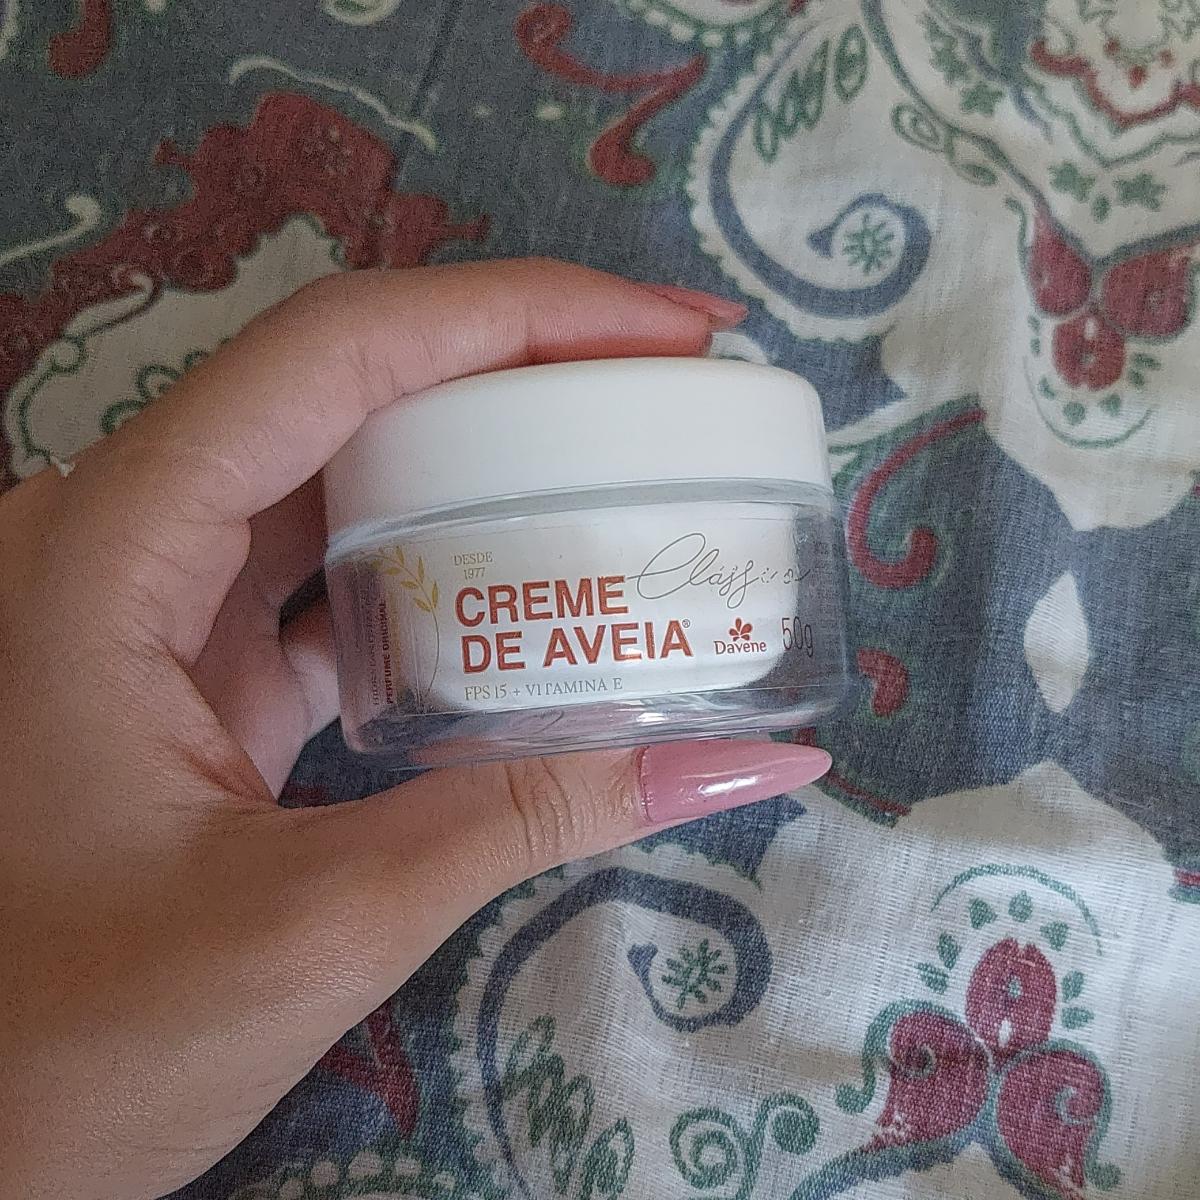 DESDE
1977
Clássicos
CREME
DE AVEIA®
Davene
50g
FPS 15 + VITAMINA E
PERFUME ORIGINAL